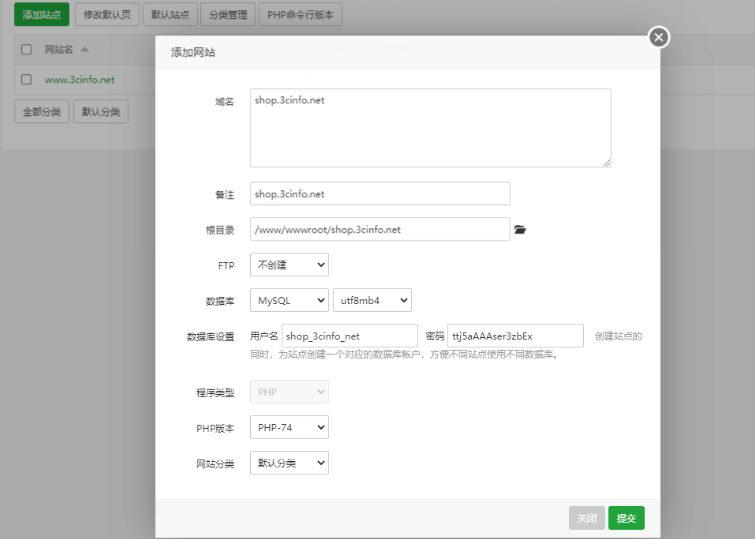 添加站点 修改默认页 默认站点 分类管理 PHP命令行版本
网站名
www.3cinfo.net
全部分类 默认分类
添加网站
域名 shop.3cinfo.net
备注 shop.3cinfo.net
根目录 /www/wwwroot/shop.3cinfo.net
FTP 不创建
数据库 MySQL utf8mb4
数据库设置 用户名 shop_3cinfo_net 密码 ttj5aAAAser3zbEx 创建站点的
同时，为站点创建一个对应的数据库帐户，方便不同站点使用不同数据库。
程序类型 PHP
PHP版本 PHP-74
网站分类 默认分类
关闭 提交